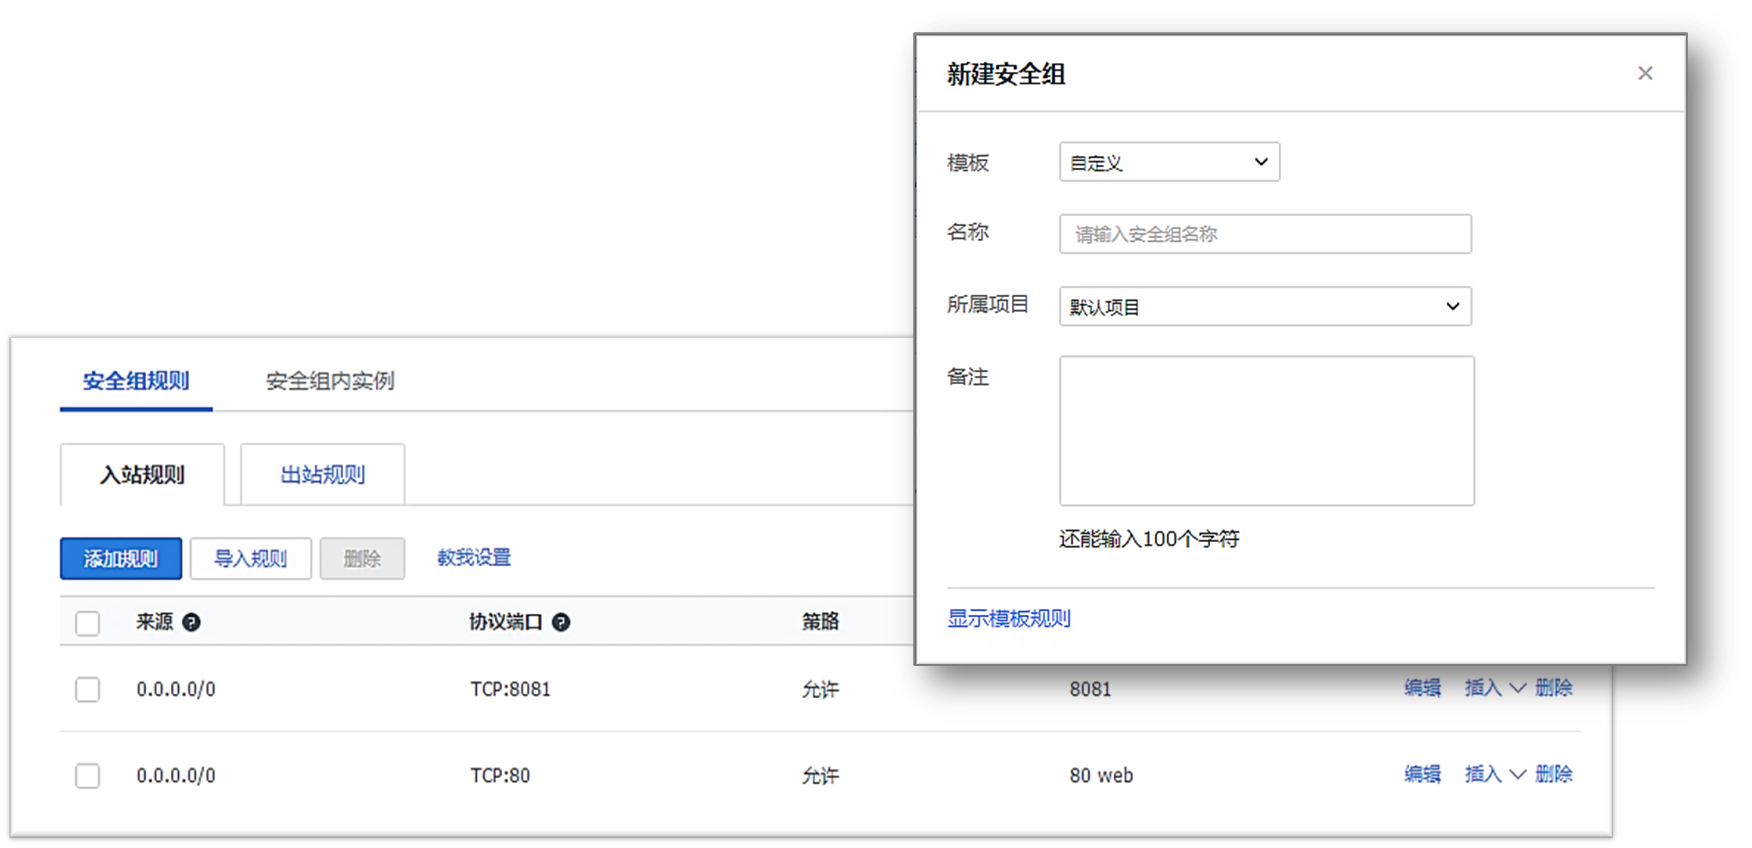 新建安全组
模板 自定义
名称 请输入安全组名称
所属项目 默认项目
备注
还能输入100个字符
显示模板规则
安全组规则 安全组内实例
入站规则 出站规则
添加规则 导入规则 删除 教我设置
来源 协议端口 策略
0.0.0.0/0 TCP:8081 允许 8081 编辑 插入 删除
0.0.0.0/0 TCP:80 允许 80 web 编辑 插入 删除